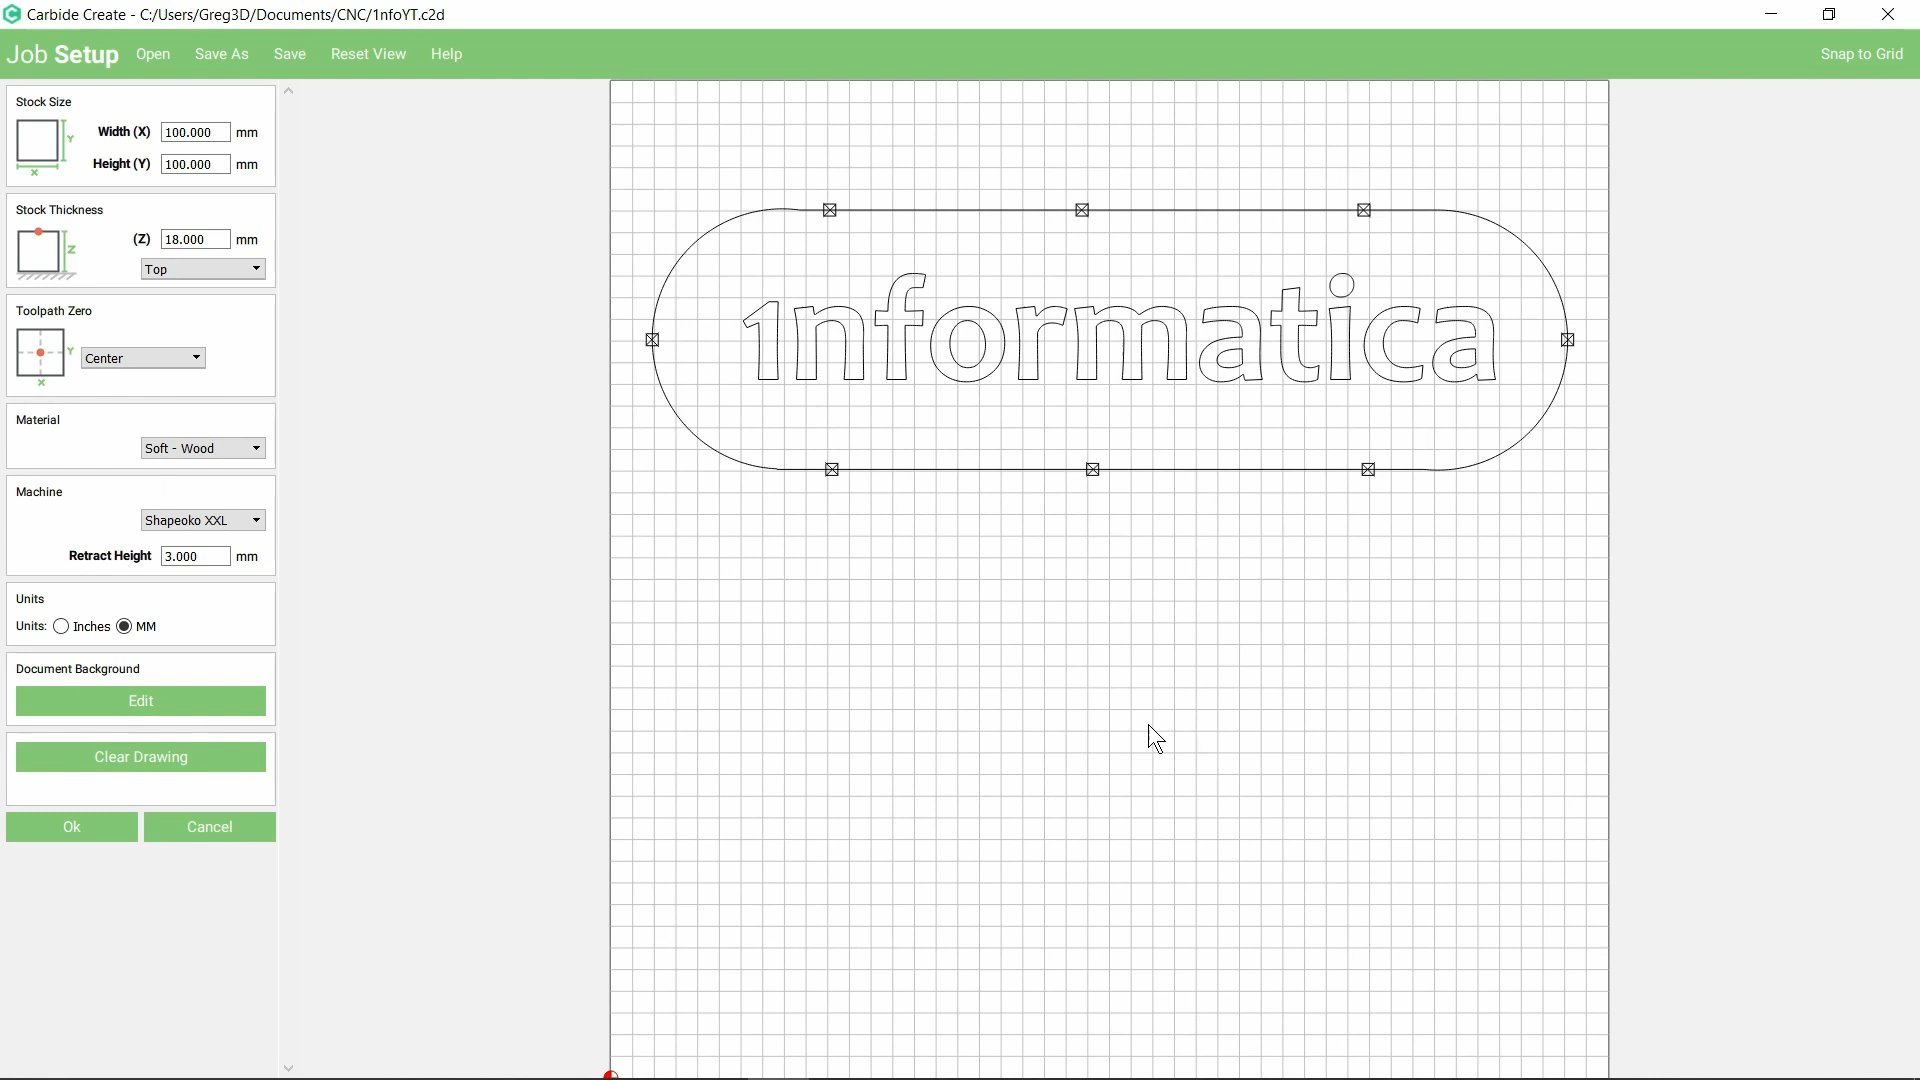 Carbide Create - C:/Users/Greg3D/Documents/CNC/1nfoYT.c2d
Job Setup Open Save As Save Reset View Help Snap to Grid
Stock Size
Width (X) 100.000 mm
Height (Y) 100.000 mm
Y
X
Stock Thickness
(Z) 18.000 mm
Z
Top
Toolpath Zero
Y
Center
X
Material
Soft - Wood
Machine
Shapeoko XXL
Retract Height 3.000 mm
Units
Units: Inches MM
Document Background
Edit
Clear Drawing
Ok Cancel
1nformatica